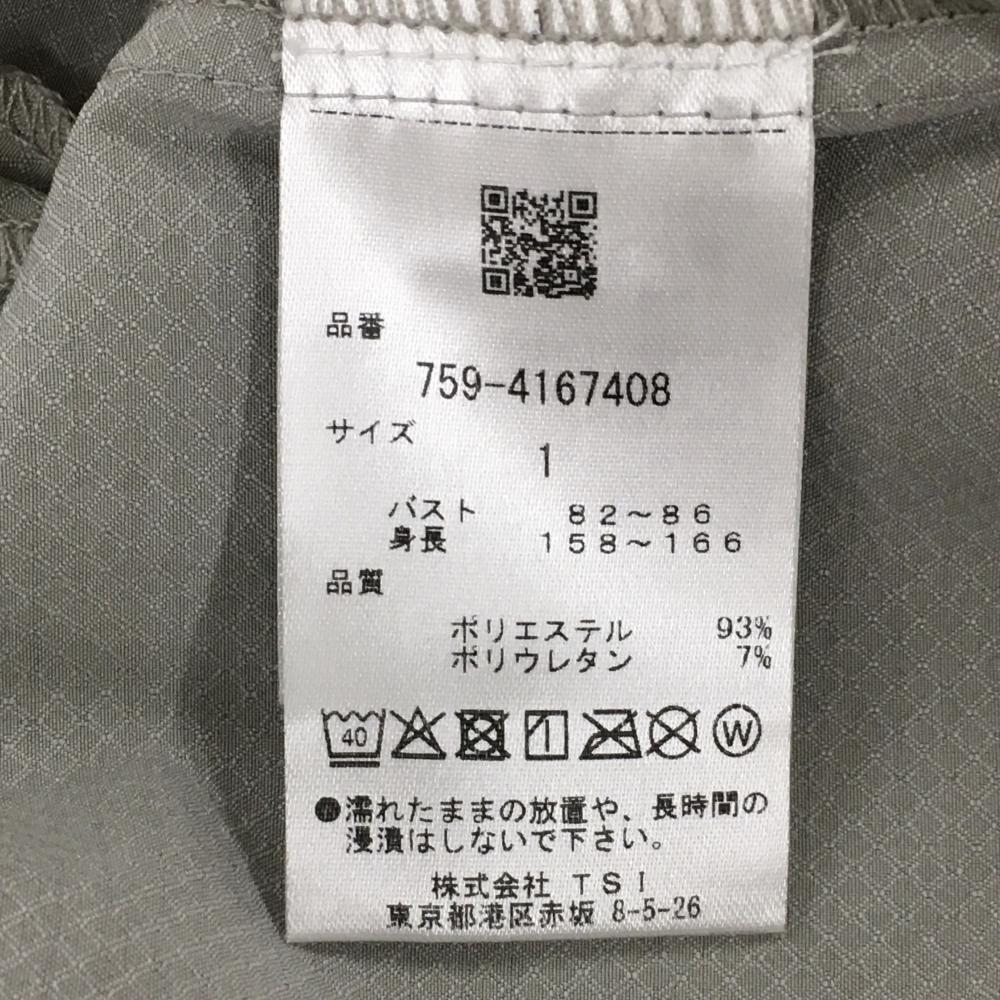 品番
759-4167408
サイズ
1
バスト 82～86
身長 158～166
品質
ポリエステル 93%
ポリウレタン 7%
40 W
●濡れたままの放置や、長時間の
浸漬はしないで下さい。
株式会社 TSI
東京都港区赤坂 8-5-26